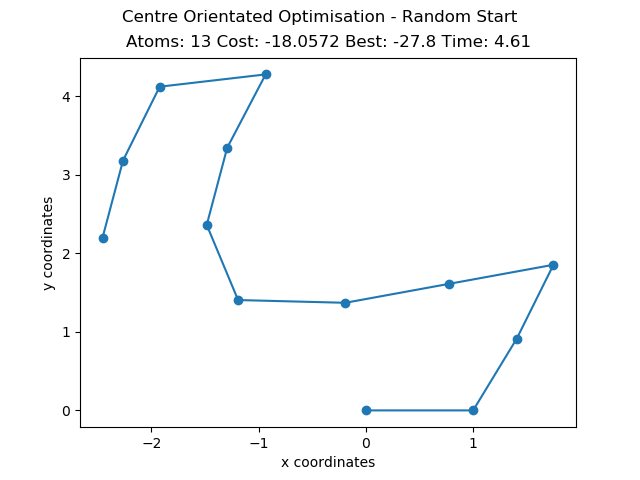 Centre Orientated Optimisation - Random Start
Atoms: 13 Cost: -18.0572 Best: -27.8 Time: 4.61
4
3
2
1
0
y coordinates
−2 −1 0 1
x coordinates